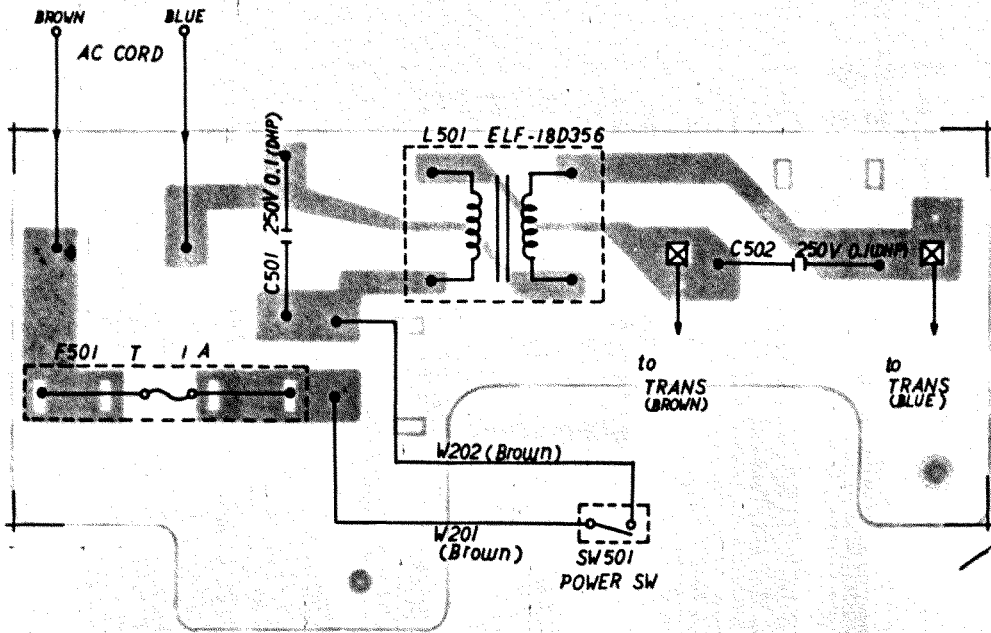 BROWN
BLUE
AC CORD
L501 ELF-18D356
250V 0.1 (DHP)
C501
C502 250V 0.1 (DHP)
F501 T 1A
to
TRANS
(BROWN)
to
TRANS
(BLUE)
W202 (Brown)
W201
(Brown)
SW501
POWER SW